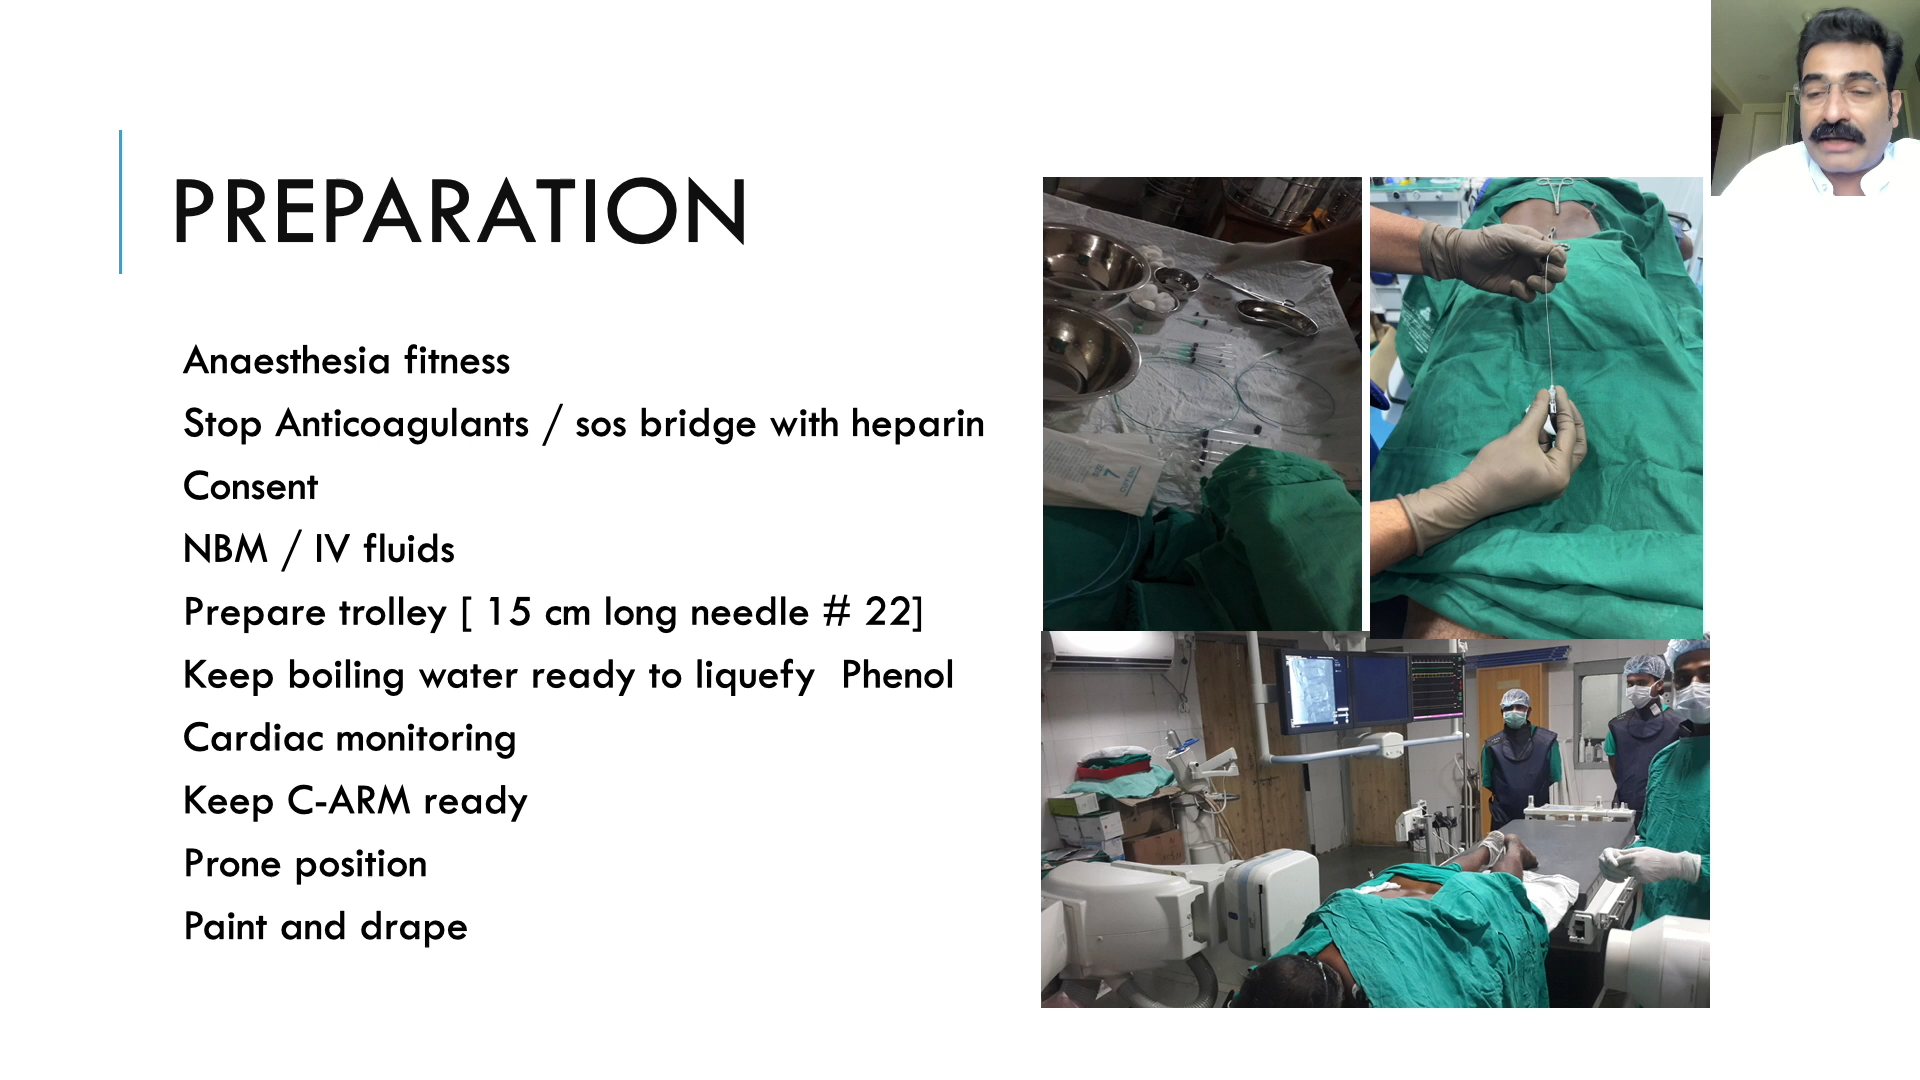 PREPARATION
Anaesthesia fitness
Stop Anticoagulants / sos bridge with heparin
Consent
NBM / IV fluids
Prepare trolley [ 15 cm long needle # 22]
Keep boiling water ready to liquefy  Phenol
Cardiac monitoring
Keep C-ARM ready
Prone position
Paint and drape
7